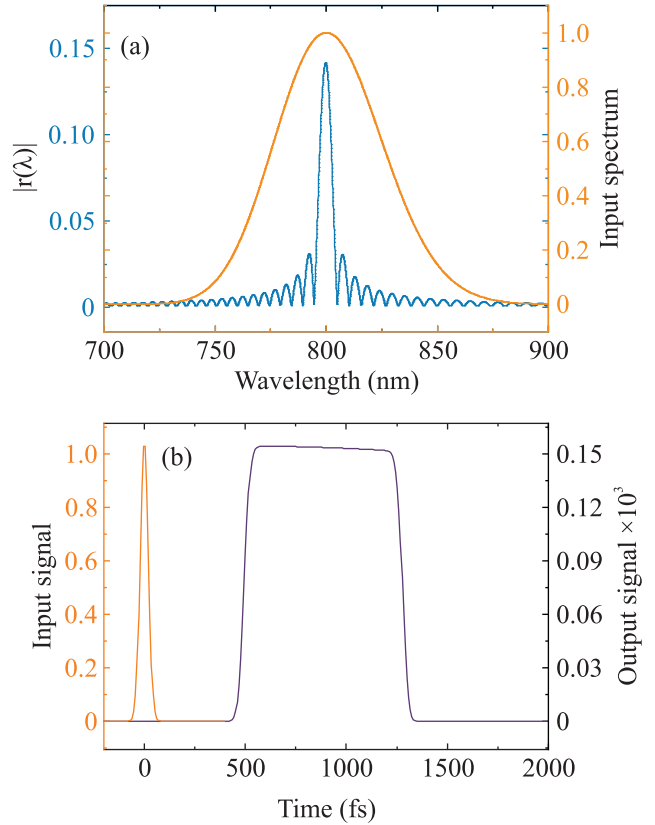 (a)
|r(λ)|
0.15
0.10
0.05
0
1.0
0.8
0.6
0.4
0.2
0
Input spectrum
700 750 800 850 900
Wavelength (nm)
(b)
Input signal
1.0
0.8
0.6
0.4
0.2
0
0.15
0.12
0.09
0.06
0.03
0
Output signal ×10³
0 500 1000 1500 2000
Time (fs)